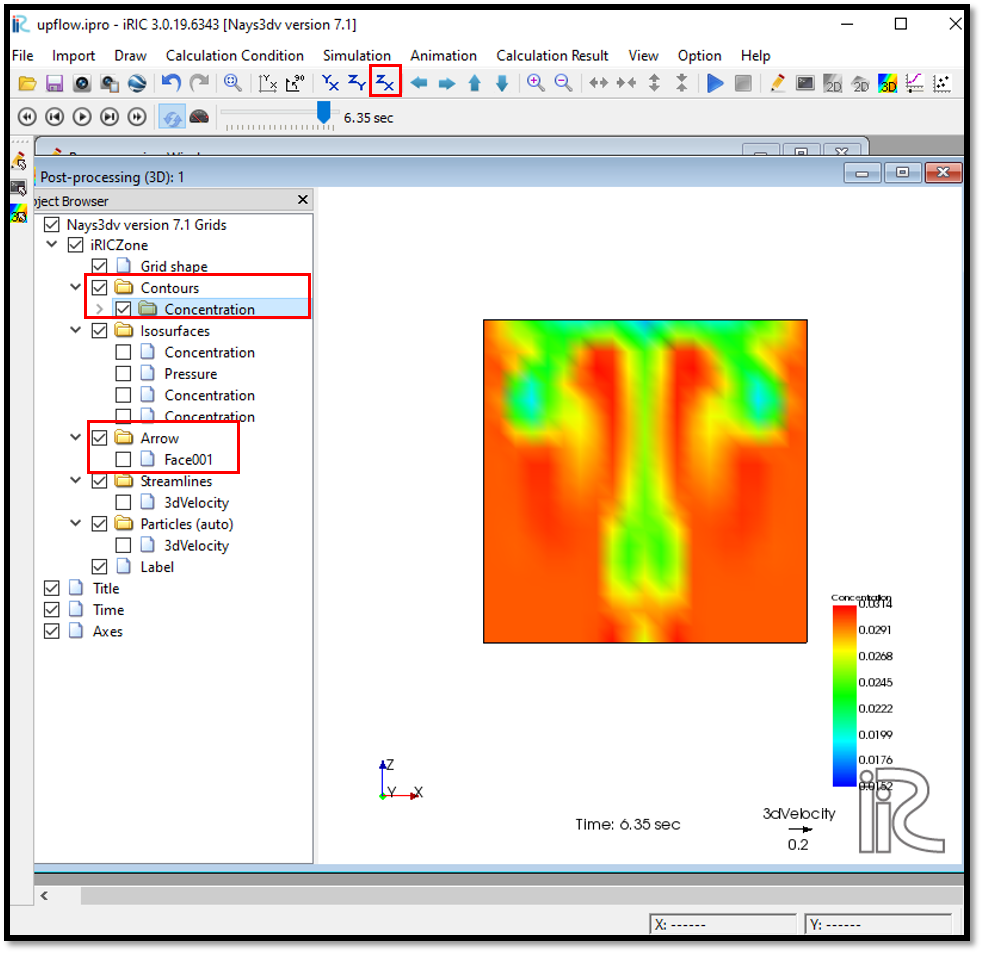 upflow.ipro - iRIC 3.0.19.6343 [Nays3dv version 7.1]
File Import Draw Calculation Condition Simulation Animation Calculation Result View Option Help
6.35 sec
Post-processing (3D): 1
ject Browser
Nays3dv version 7.1 Grids
iRICZone
Grid shape
Contours
Concentration
Isosurfaces
Concentration
Pressure
Concentration
Concentration
Arrow
Face001
Streamlines
3dVelocity
Particles (auto)
3dVelocity
Label
Title
Time
Axes
Concentration
0.0314
0.0291
0.0268
0.0245
0.0222
0.0199
0.0176
0.0152
Z
Y X
Time: 6.35 sec
3dVelocity
0.2
iRIC
X: ------ Y: ------